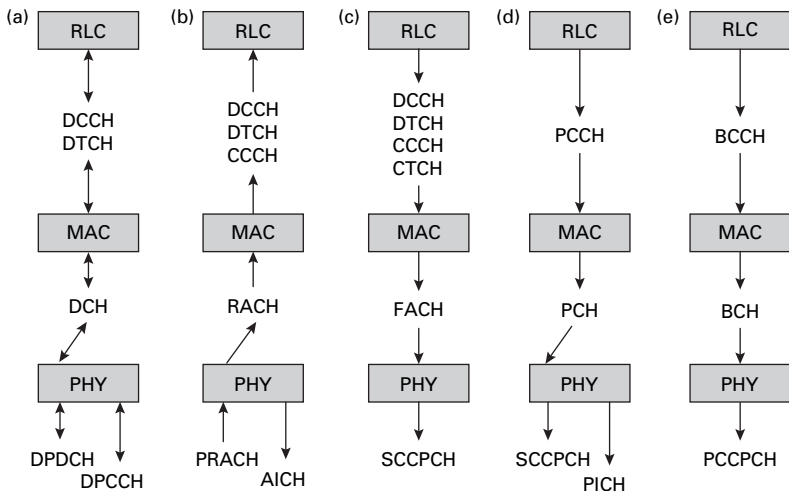 (a) (b) (c) (d) (e)
RLC RLC RLC RLC RLC
DCCH
DTCH
DCCH
DTCH
CCCH
DCCH
DTCH
CCCH
CTCH
PCCH
BCCH
MAC MAC MAC MAC MAC
DCH RACH FACH PCH BCH
PHY PHY PHY PHY PHY
DPDCH
DPCCH
PRACH
AICH
SCCPCH
SCCPCH
PICH
PCCPCH